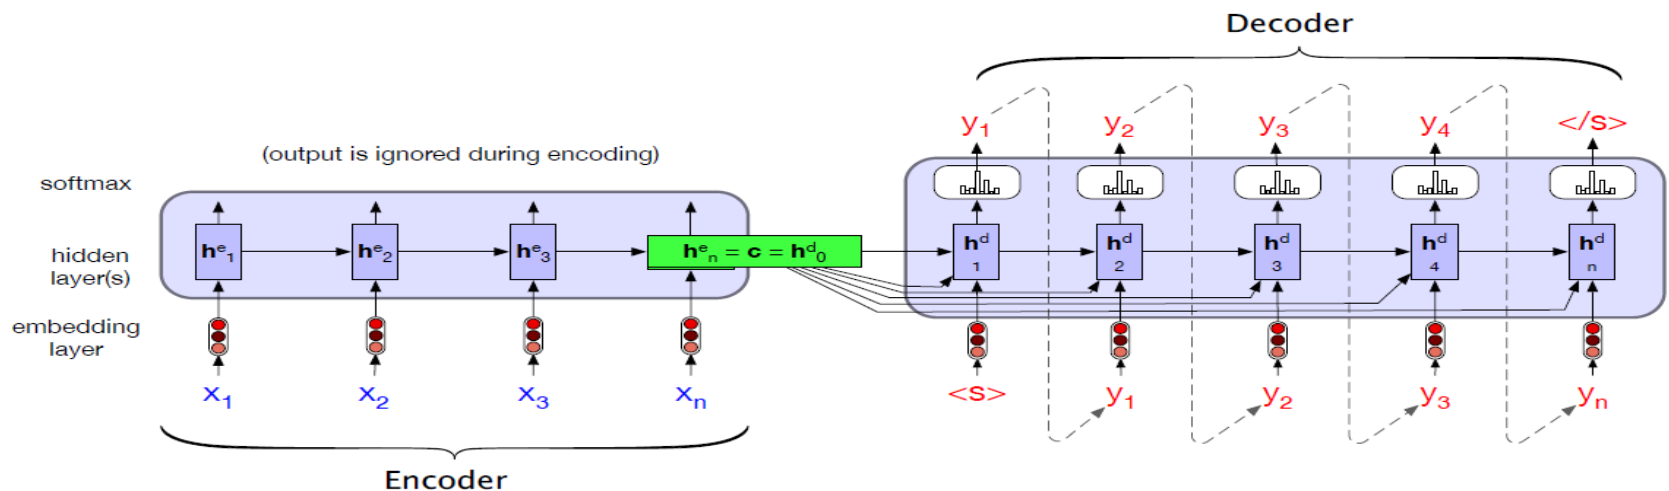 Decoder
y₁ y₂ y₃ y₄ </s>
(output is ignored during encoding)
softmax
hidden
layer(s)
hᵉ₁ hᵉ₂ hᵉ₃ hᵉₙ = c = hᵈ₀ hᵈ₁ hᵈ₂ hᵈ₃ hᵈ₄ hᵈₙ
embedding
layer
x₁ x₂ x₃ xₙ <s> y₁ y₂ y₃ yₙ
Encoder